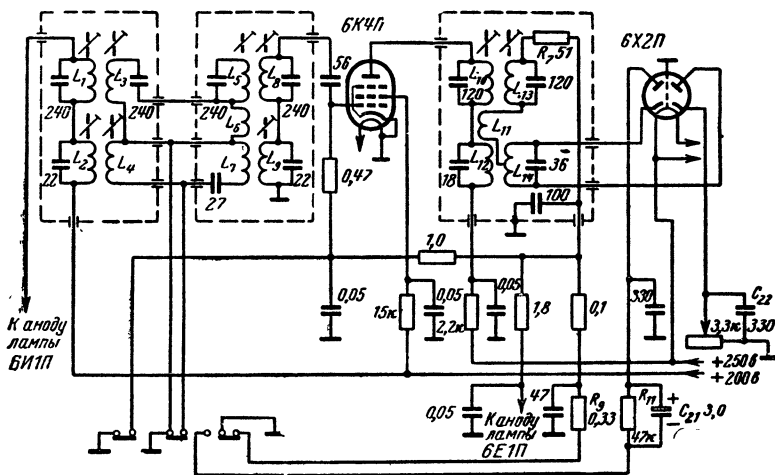 6К4П
6Х2П
R₇ 51
L₁
L₃
L₅
L₈
56
L₁₀
L₁₃
120
120
240
240
240
240
L₆
L₁₁
L₂
L₄
L₇
L₉
L₁₂
L₁₄
36
22
27
22
0,47
18
100
1,0
К аноду
лампы
6И1П
0,05
15к
0,05
2,2к
0,05
1,8
0,1
330
3,3к
C₂₂
330
+250в
+200в
0,05
К аноду
лампы
6Е1П
47
R₉
0,33
R₁₁
47к
+
−
C₂₁ 3,0